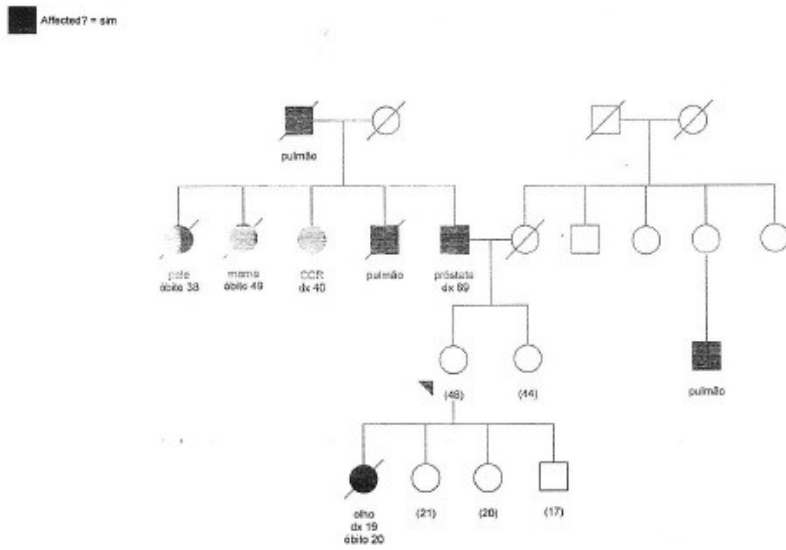 Affected? = sim
pulmão
pele
óbito 38
mama
óbito 49
CCR
dx 40
pulmão
próstata
dx 69
pulmão
(48)
(44)
olho
dx 19
óbito 20
(21)
(20)
(17)